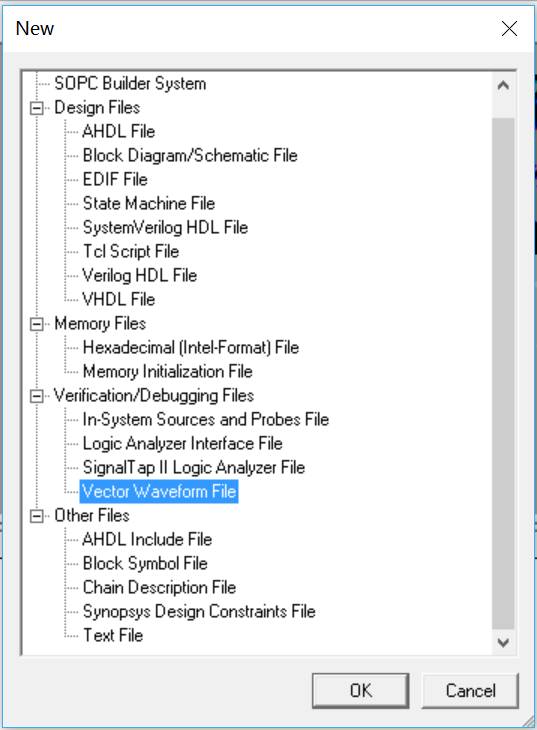 New
SOPC Builder System
Design Files
AHDL File
Block Diagram/Schematic File
EDIF File
State Machine File
SystemVerilog HDL File
Tcl Script File
Verilog HDL File
VHDL File
Memory Files
Hexadecimal (Intel-Format) File
Memory Initialization File
Verification/Debugging Files
In-System Sources and Probes File
Logic Analyzer Interface File
SignalTap II Logic Analyzer File
Vector Waveform File
Other Files
AHDL Include File
Block Symbol File
Chain Description File
Synopsys Design Constraints File
Text File
OK Cancel